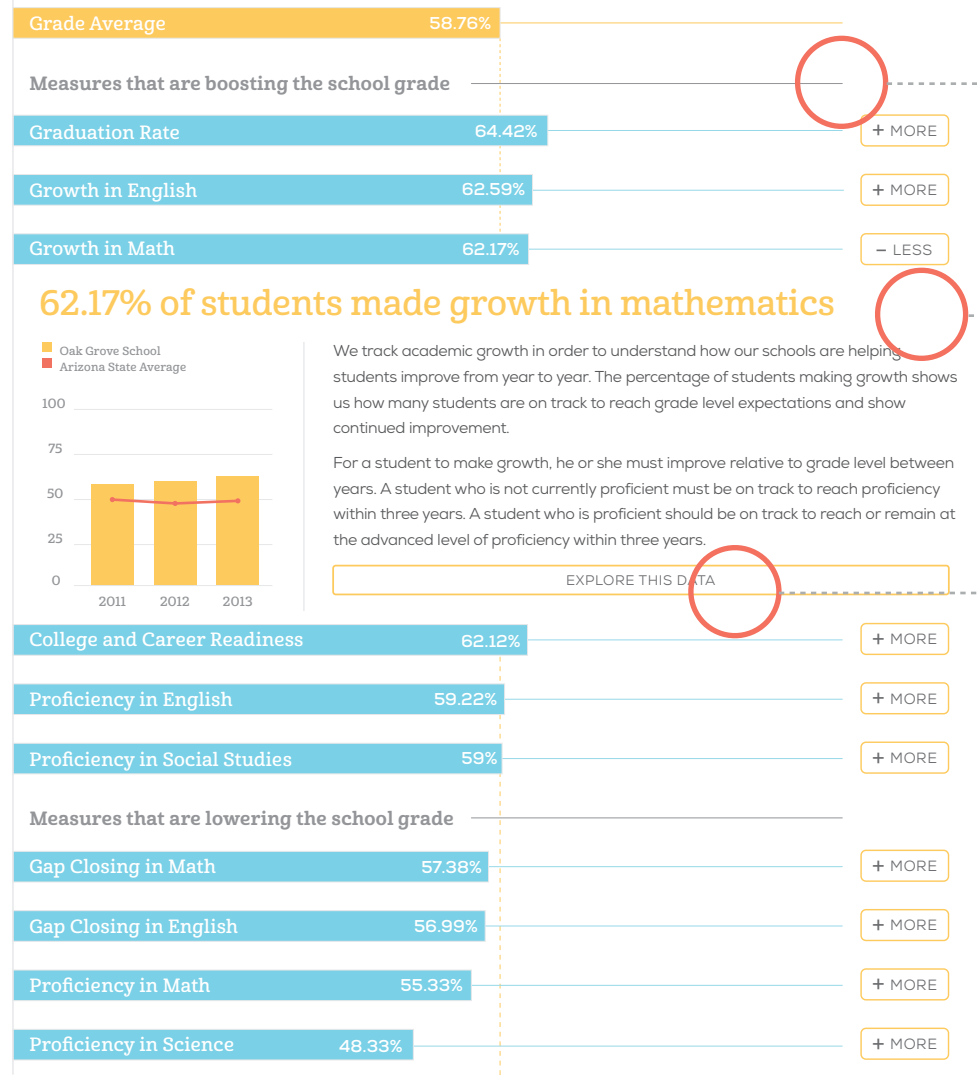 Grade Average 58.76%
Measures that are boosting the school grade
Graduation Rate 64.42% + MORE
Growth in English 62.59% + MORE
Growth in Math 62.17% – LESS
62.17% of students made growth in mathematics
Oak Grove School
Arizona State Average
100
75
50
25
0
2011 2012 2013
We track academic growth in order to understand how our schools are helping
students improve from year to year. The percentage of students making growth shows
us how many students are on track to reach grade level expectations and show
continued improvement.
For a student to make growth, he or she must improve relative to grade level between
years. A student who is not currently proficient must be on track to reach proficiency
within three years. A student who is proficient should be on track to reach or remain at
the advanced level of proficiency within three years.
EXPLORE THIS DATA
College and Career Readiness 62.12% + MORE
Proficiency in English 59.22% + MORE
Proficiency in Social Studies 59% + MORE
Measures that are lowering the school grade
Gap Closing in Math 57.38% + MORE
Gap Closing in English 56.99% + MORE
Proficiency in Math 55.33% + MORE
Proficiency in Science 48.33% + MORE